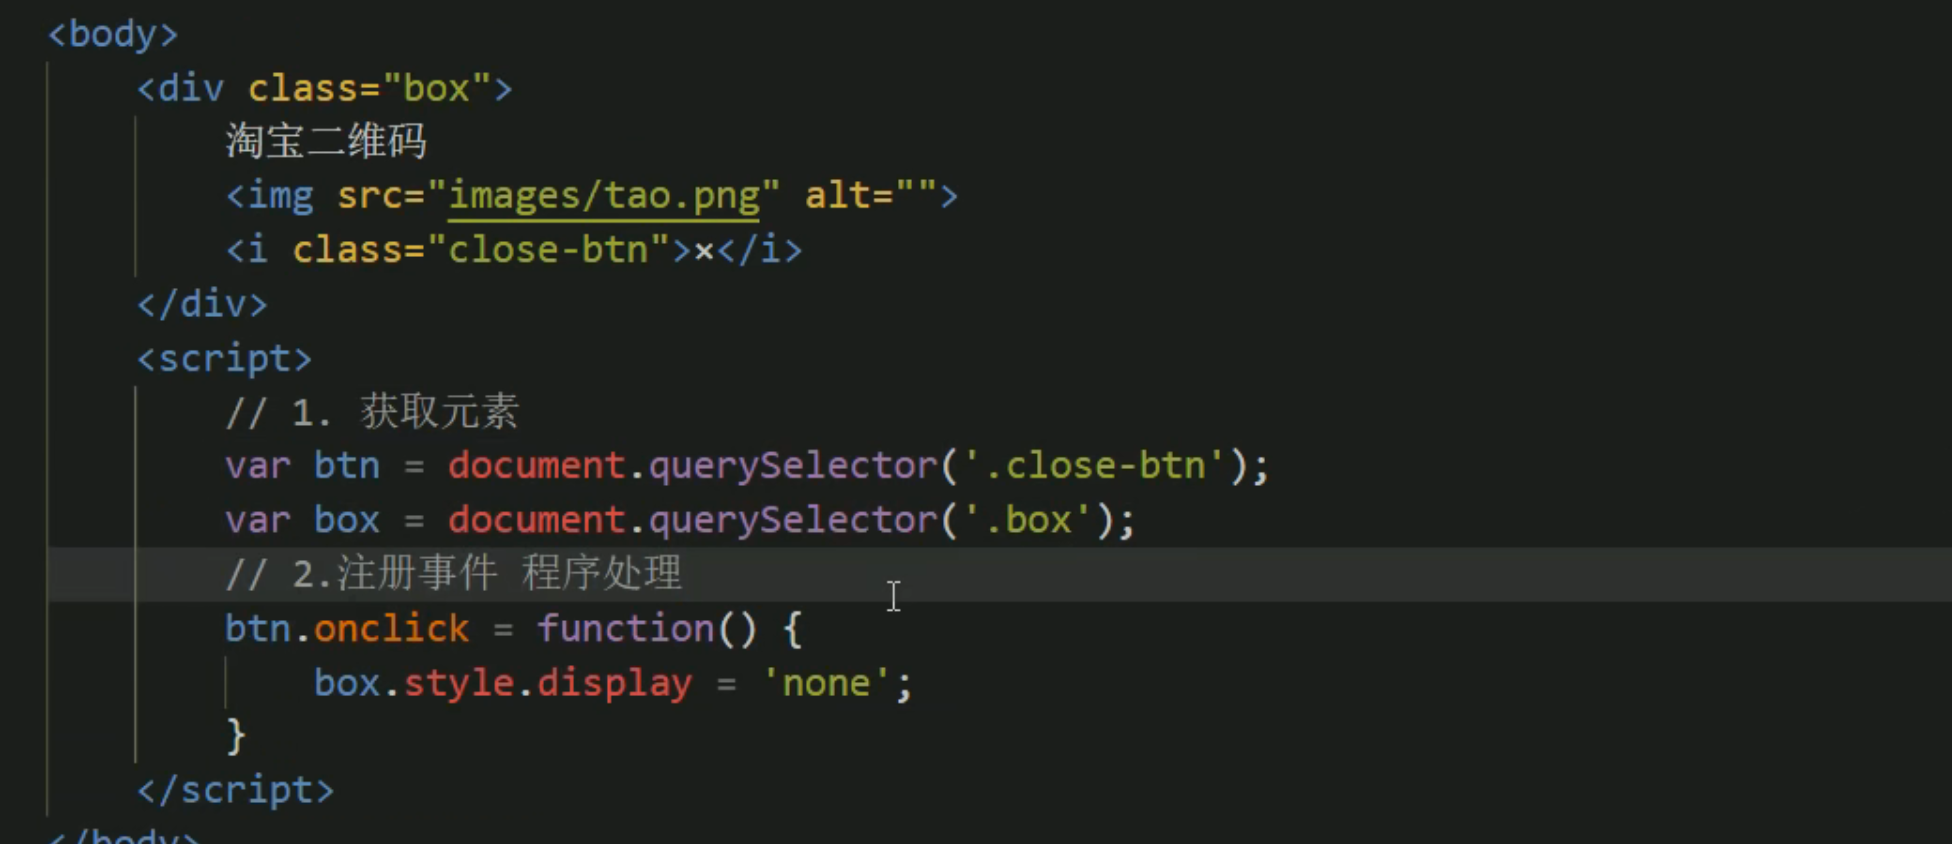 <body>
<div class="box">
淘宝二维码
<img src="images/tao.png" alt="">
<i class="close-btn">×</i>
</div>
<script>
// 1. 获取元素
var btn = document.querySelector('.close-btn');
var box = document.querySelector('.box');
// 2.注册事件 程序处理
btn.onclick = function() {
box.style.display = 'none';
}
</script>
</body>